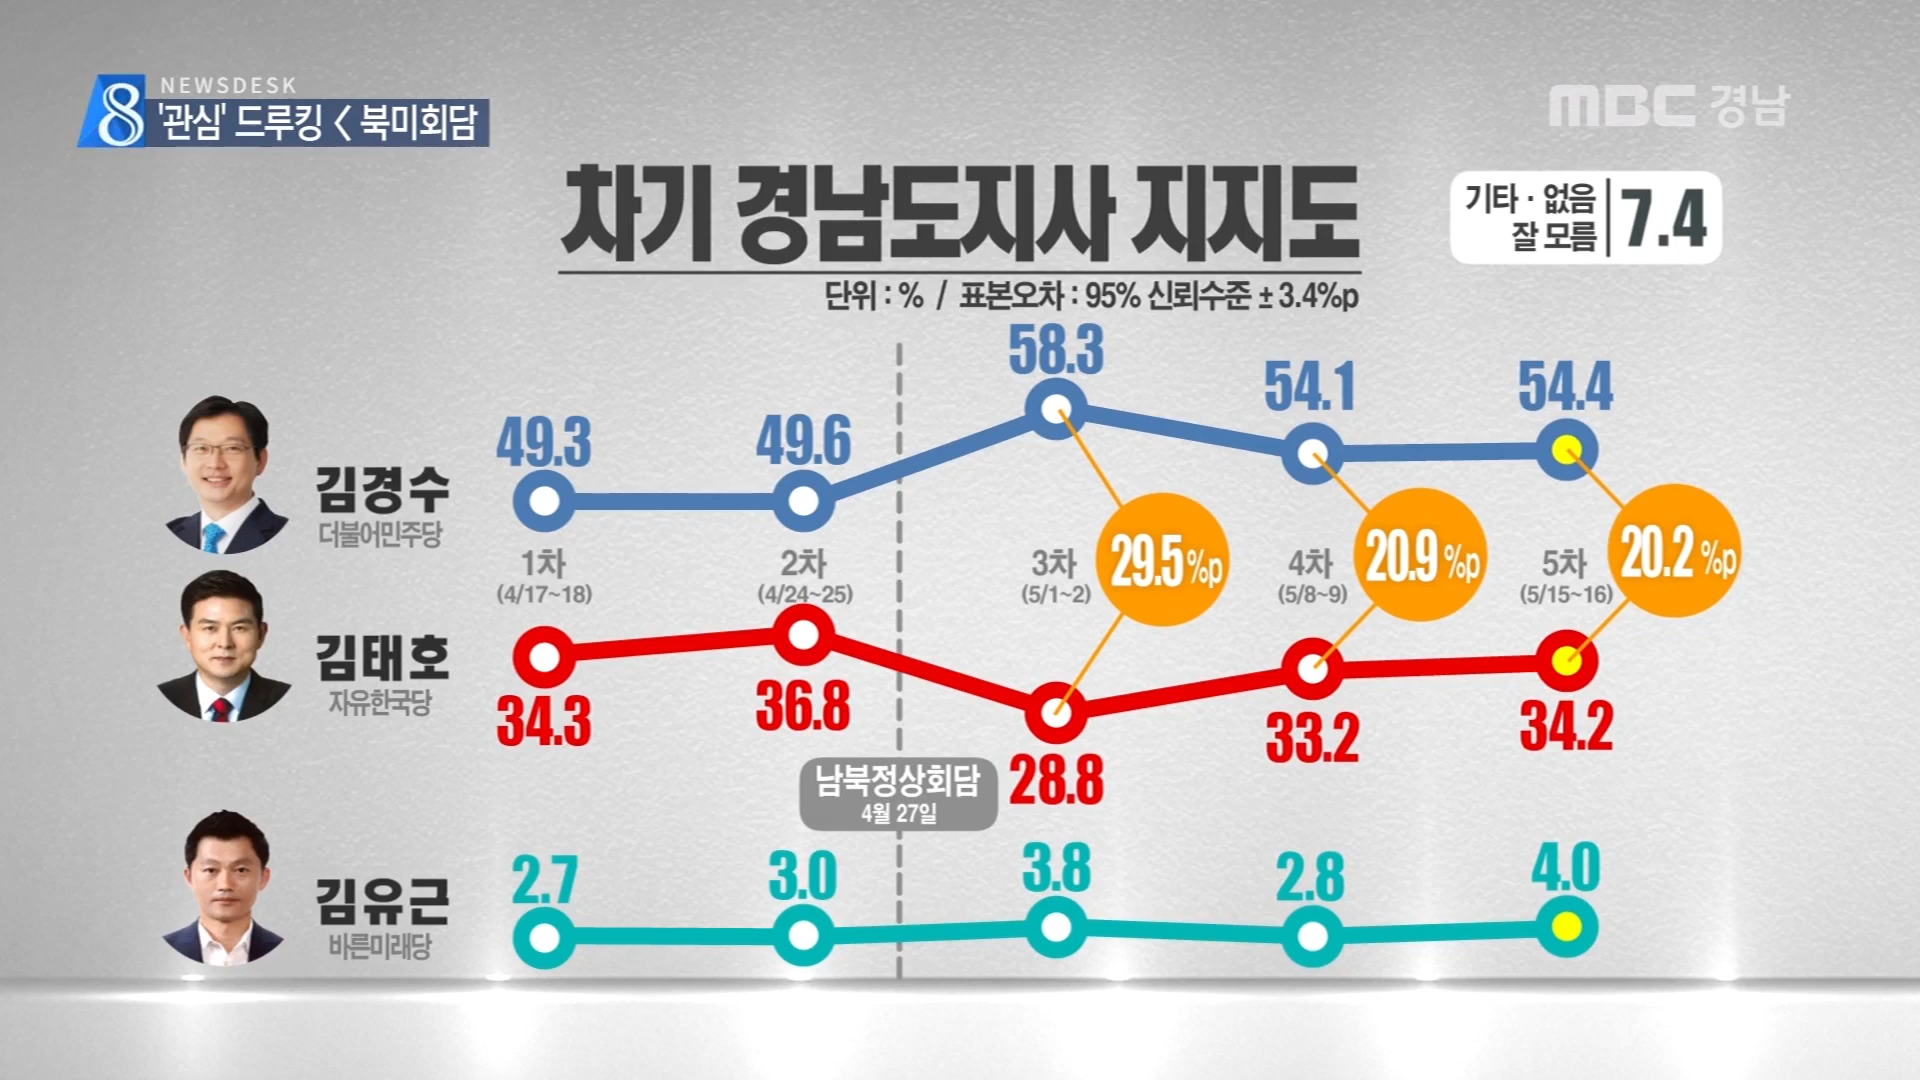 NEWSDESK
8 '관심' 드루킹 < 북미회담
MBC 경남
차기 경남도지사 지지도
기타 · 없음
잘 모름
7.4
단위 : % / 표본오차 : 95% 신뢰수준 ± 3.4%p
김경수
더불어민주당
49.3 49.6 58.3 54.1 54.4
1차 2차 3차 4차 5차
(4/17~18) (4/24~25) (5/1~2) (5/8~9) (5/15~16)
29.5%p 20.9%p 20.2%p
김태호
자유한국당
34.3 36.8 28.8 33.2 34.2
남북정상회담
4월 27일
김유근
바른미래당
2.7 3.0 3.8 2.8 4.0